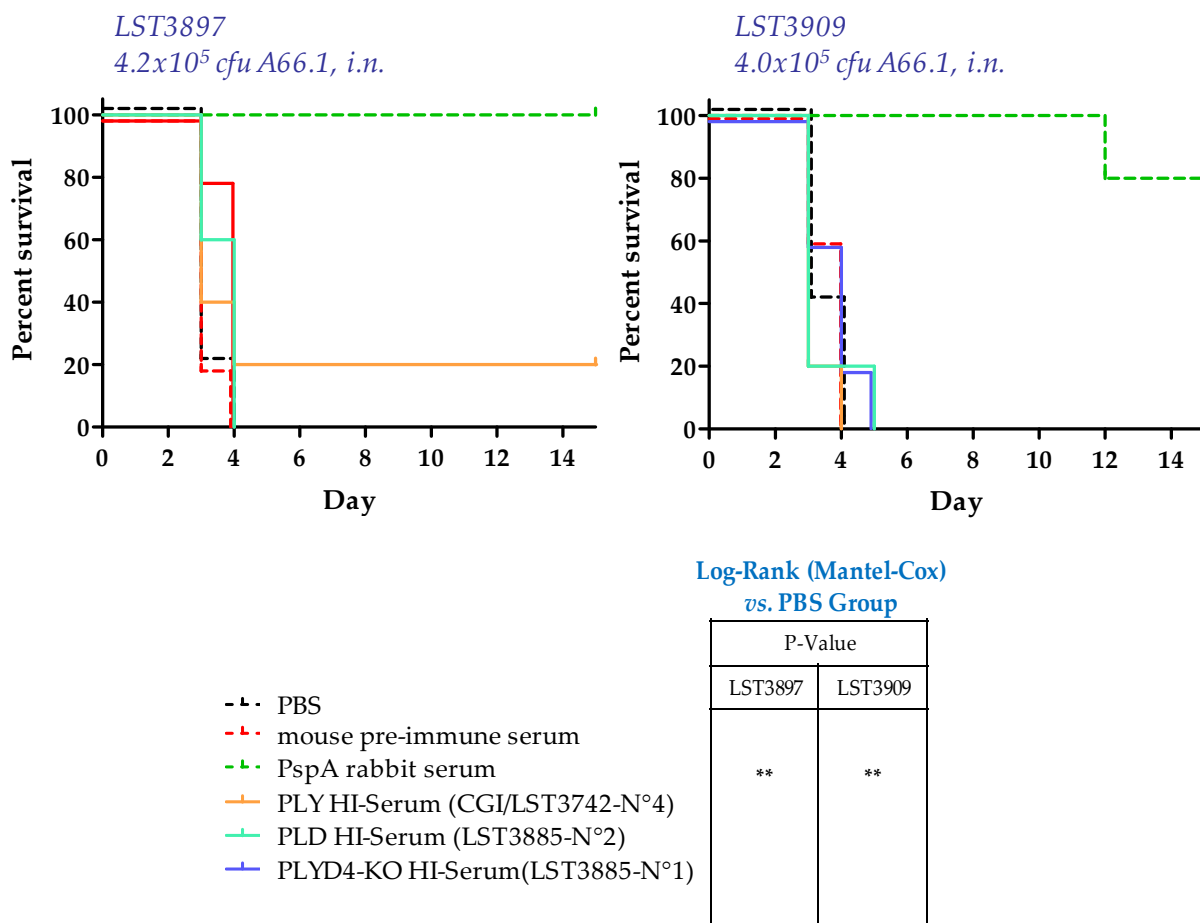 LST3897
4.2x10⁵ cfu A66.1, i.n.
LST3909
4.0x10⁵ cfu A66.1, i.n.
Percent survival
100
80
60
40
20
0
0 2 4 6 8 10 12 14
Day
Percent survival
100
80
60
40
20
0
0 2 4 6 8 10 12 14
Day
Log-Rank (Mantel-Cox)
vs. PBS Group
P-Value
LST3897 LST3909
** **
PBS
mouse pre-immune serum
PspA rabbit serum
PLY HI-Serum (CGI/LST3742-N°4)
PLD HI-Serum (LST3885-N°2)
PLYD4-KO HI-Serum(LST3885-N°1)